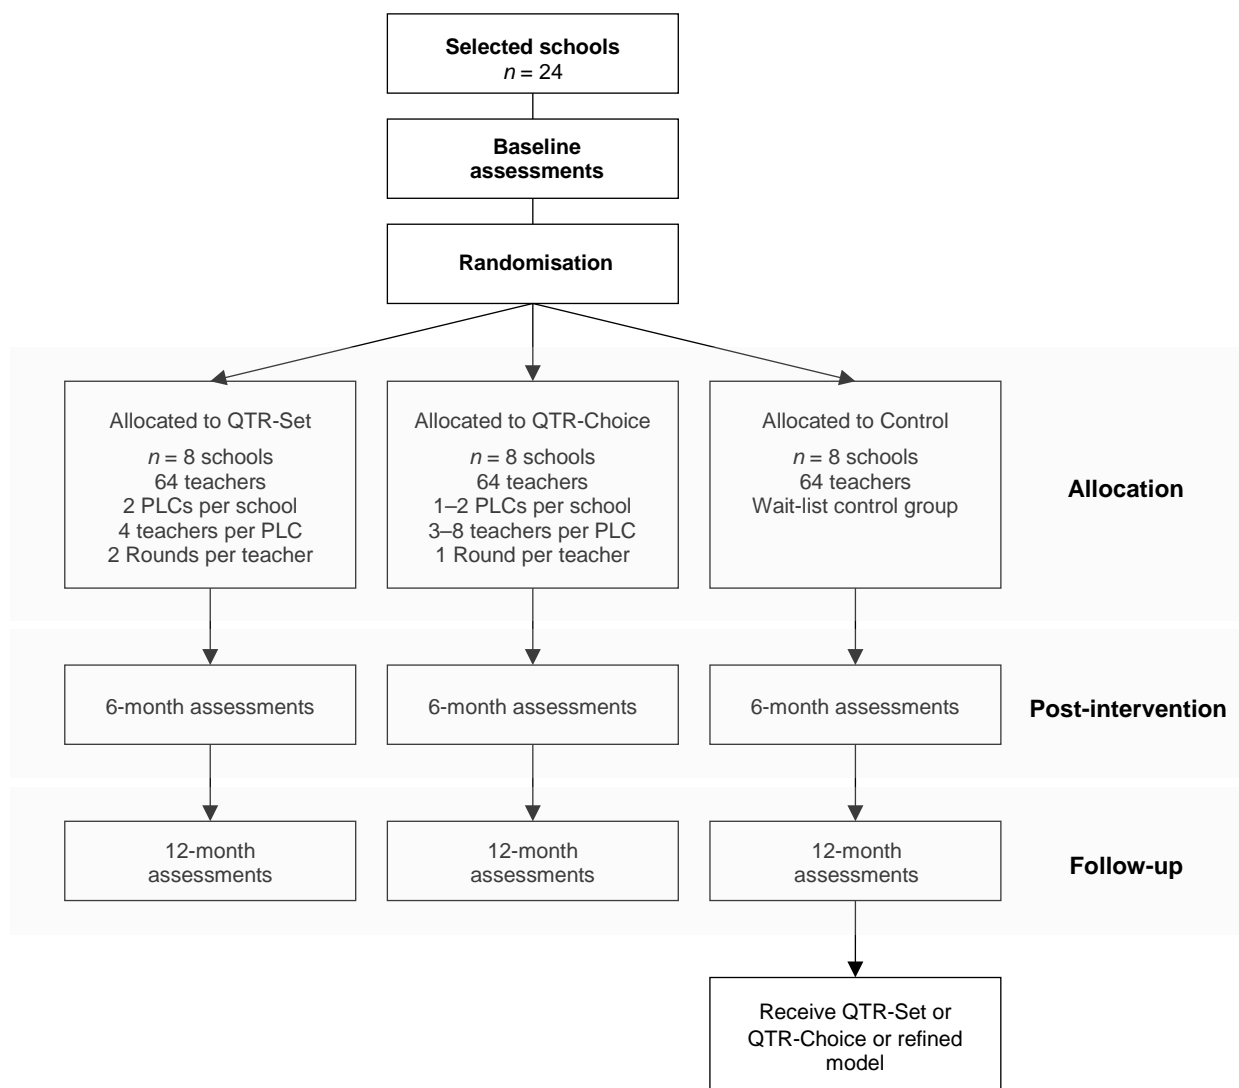 Selected schools
n = 24
Baseline
assessments
Randomisation
Allocated to QTR-Set
n = 8 schools
64 teachers
2 PLCs per school
4 teachers per PLC
2 Rounds per teacher
Allocated to QTR-Choice
n = 8 schools
64 teachers
1–2 PLCs per school
3–8 teachers per PLC
1 Round per teacher
Allocated to Control
n = 8 schools
64 teachers
Wait-list control group
Allocation
6-month assessments
6-month assessments
6-month assessments
Post-intervention
12-month
assessments
12-month
assessments
12-month
assessments
Follow-up
Receive QTR-Set or
QTR-Choice or refined
model